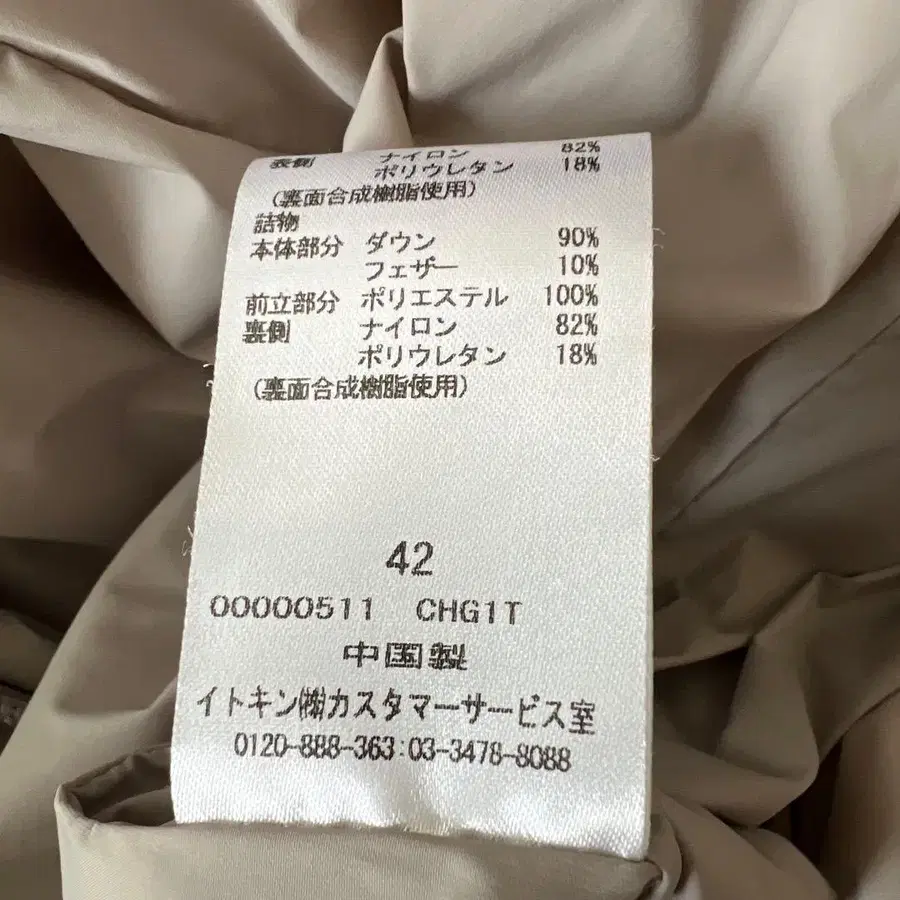 表側 ナイロン 82%
ポリウレタン 18%
(裏面合成樹脂使用)
詰物
本体部分 ダウン 90%
フェザー 10%
前立部分 ポリエステル 100%
裏側 ナイロン 82%
ポリウレタン 18%
(裏面合成樹脂使用)
42
00000511 CHG1T
中国製
イトキン㈱カスタマーサービス室
0120-888-363:03-3478-8088